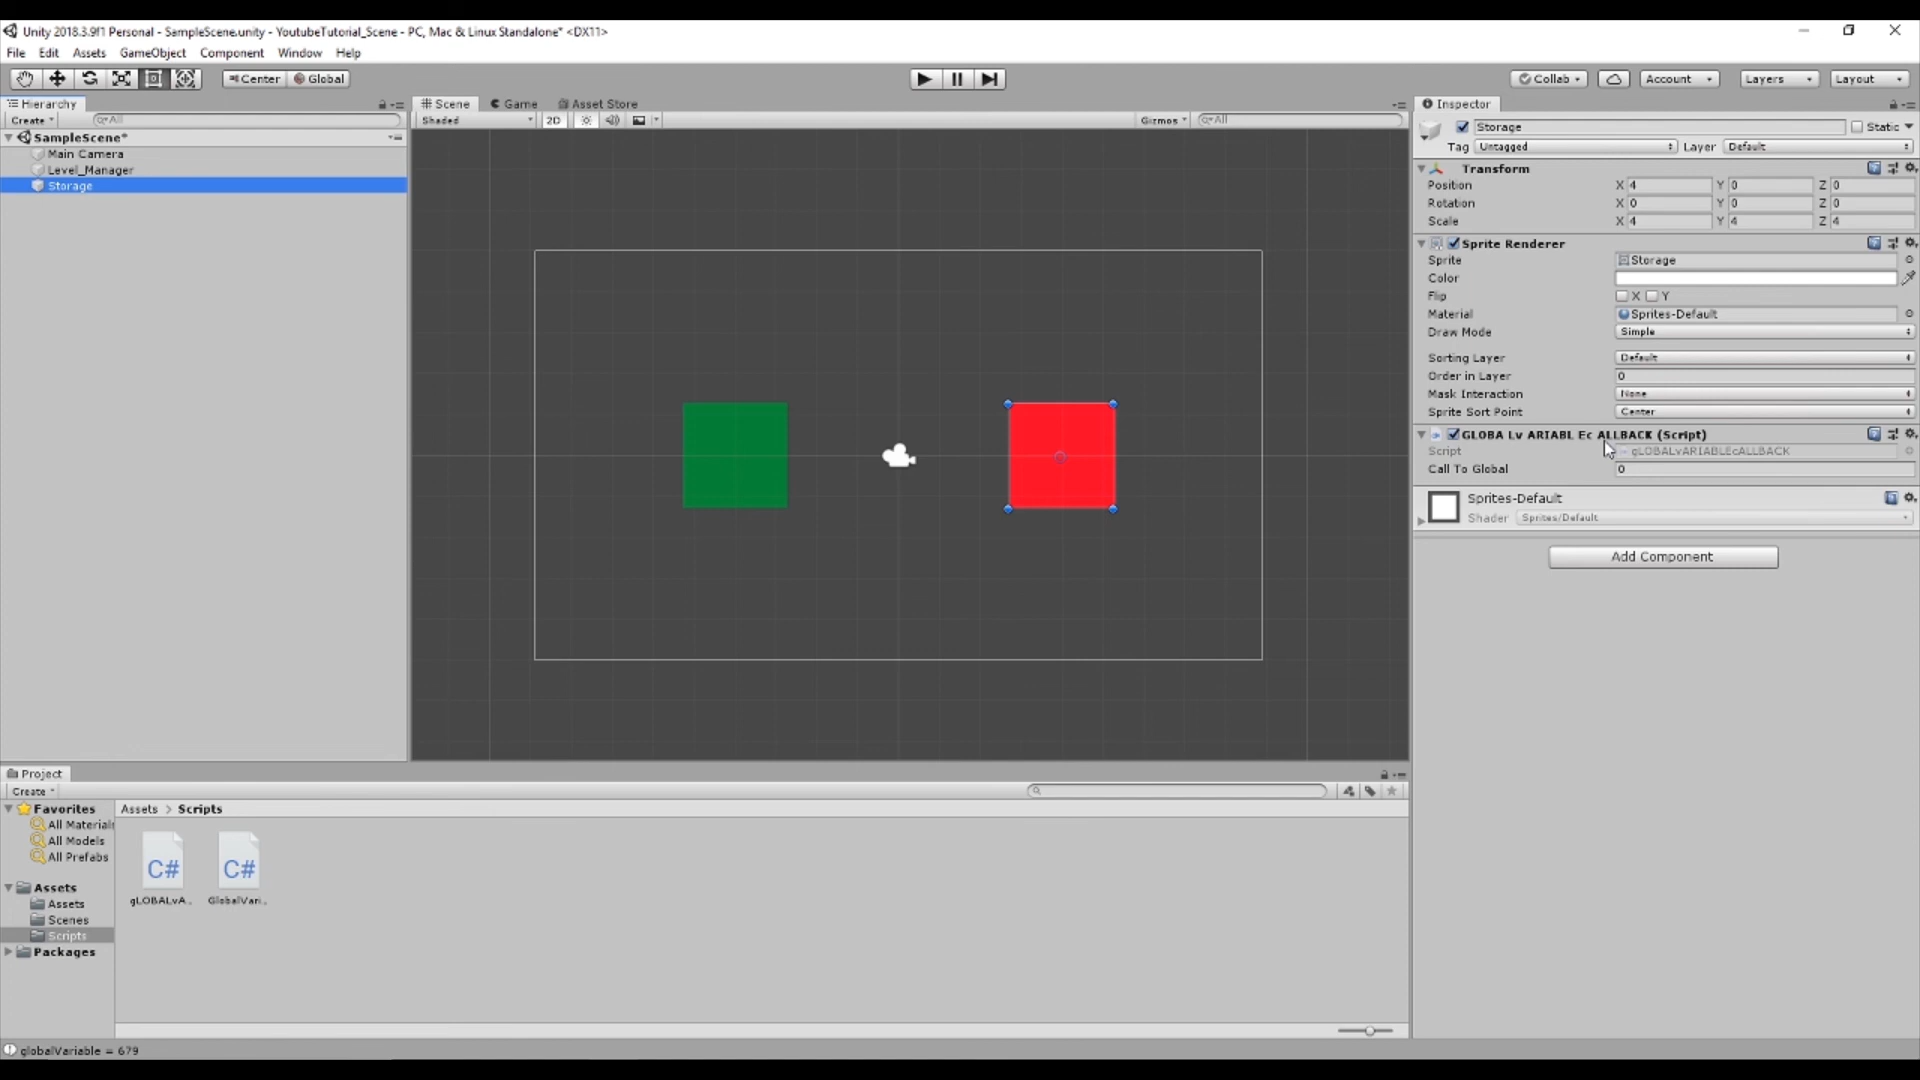 Unity 2018.3.9f1 Personal - SampleScene.unity - YoutubeTutorial_Scene - PC, Mac & Linux Standalone* <DX11>
File Edit Assets GameObject Component Window Help
Center Global Collab Account Layers Layout
Hierarchy
Create All
SampleScene*
Main Camera
Level_Manager
Storage
Scene Game Asset Store
Shaded 2D Gizmos All
Inspector
Storage Static
Tag Untagged Layer Default
Transform
Position X 4 Y 0 Z 0
Rotation X 0 Y 0 Z 0
Scale X 4 Y 4 Z 4
Sprite Renderer
Sprite Storage
Color
Flip X Y
Material Sprites-Default
Draw Mode Simple
Sorting Layer Default
Order in Layer 0
Mask Interaction None
Sprite Sort Point Center
GLOBA Lv ARIABL Ec ALLBACK (Script)
Script gLOBALvARIABLEcALLBACK
Call To Global 0
Sprites-Default
Shader Sprites/Default
Add Component
Project
Create
Favorites
All Material
All Models
All Prefabs
Assets
Assets
Scenes
Scripts
Packages
Assets > Scripts
C# C#
gLOBALvA.. GlobalVari..
globalVariable = 679